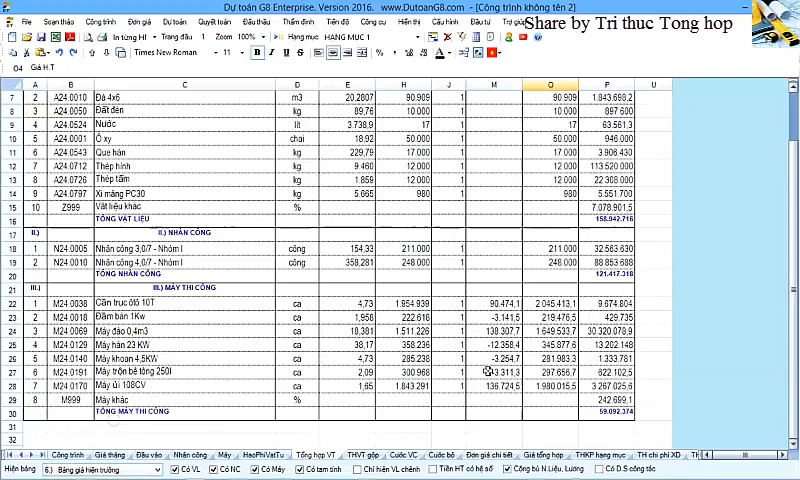 Dự toán G8 Enterprise. Version 2016.   www.DutoanG8.com - [Công trình không tên 2]
File  Soạn thảo  Công trình  Đơn giá  Dự toán  Quyết toán  Đấu thầu  Thẩm định  Tiện ích  Công cụ  Hiển thị  Dữ liệu  Trợ giúp
Share by Tri thuc Tong hop
In từng HT  Trang đầu  1  Zoom  100%  Hạng mục  HẠNG MỤC 1
Times New Roman  11  B  I  U
O4  Giá H.T
A  B  C  D  E  H  J  M  O  P  U
7  2  A24.0010  Đá 4x6  m3  20,2807  90.909  1  90.909  1.843.698,2
8  3  A24.0050  Đất đèn  kg  89,76  10.000  1  10.000  897.600
9  4  A24.0524  Nước  lít  3.738,9  17  1  17  63.561,3
10  5  A24.0001  Ô xy  chai  18,92  50.000  1  50.000  946.000
11  6  A24.0543  Que hàn  kg  229,79  17.000  1  17.000  3.906.430
12  7  A24.0712  Thép hình  kg  9.460  12.000  1  12.000  113.520.000
13  8  A24.0726  Thép tấm  kg  1.859  12.000  1  12.000  22.308.000
14  9  A24.0797  Xi măng PC30  kg  5.665  980  1  980  5.551.700
15  10  Z999  Vật liệu khác  %  7.078.901,5
16  TỔNG VẬT LIỆU  158.942.716
17  II.)  II.) NHÂN CÔNG
18  1  N24.0005  Nhân công 3,0/7 - Nhóm I  công  154,33  211.000  1  211.000  32.563.630
19  2  N24.0010  Nhân công 4,0/7 - Nhóm I  công  358,281  248.000  1  248.000  88.853.688
20  TỔNG NHÂN CÔNG  121.417.318
21  III.)  III.) MÁY THI CÔNG
22  1  M24.0038  Cần trục ôtô 10T  ca  4,73  1.954.939  1  90.474,1  2.045.413,1  9.674.804
23  2  M24.0018  Đầm bàn 1Kw  ca  1,958  222.618  1  -3.141,5  219.476,5  429.735
24  3  M24.0069  Máy đào 0,4m3  ca  18,381  1.511.226  1  138.307,7  1.649.533,7  30.320.078,9
25  4  M24.0129  Máy hàn 23 KW  ca  38,17  358.236  1  -12.358,4  345.877,6  13.202.148
26  5  M24.0140  Máy khoan 4,5KW  ca  4,73  285.238  1  -3.254,7  281.983,3  1.333.781
27  6  M24.0191  Máy trộn bê tông 250l  ca  2,09  300.968  1  -3.311,3  297.656,7  622.102,5
28  7  M24.0170  Máy ủi 108CV  ca  1,65  1.843.291  1  136.724,5  1.980.015,5  3.267.025,6
29  8  M999  Máy khác  %  242.699,1
30  TỔNG MÁY THI CÔNG  59.092.374
31
32
Công trình  Giá tháng  Đầu vào  Nhân công  Máy  HaoPhiVatTu  Tổng hợp VT  THVT gộp  Cước VC  Cước bộ  Đơn giá chi tiết  Giá tổng hợp  THKP hạng mục  TH chi phí XD  TH
Hiện bảng  6.) Bảng giá hiện trường  Có VL  Có NC  Có Máy  Có tạm tính  Chỉ hiện VL chênh  Tiền HT có hệ số  Công bù N.Liệu, Lương  Có D.S công tác